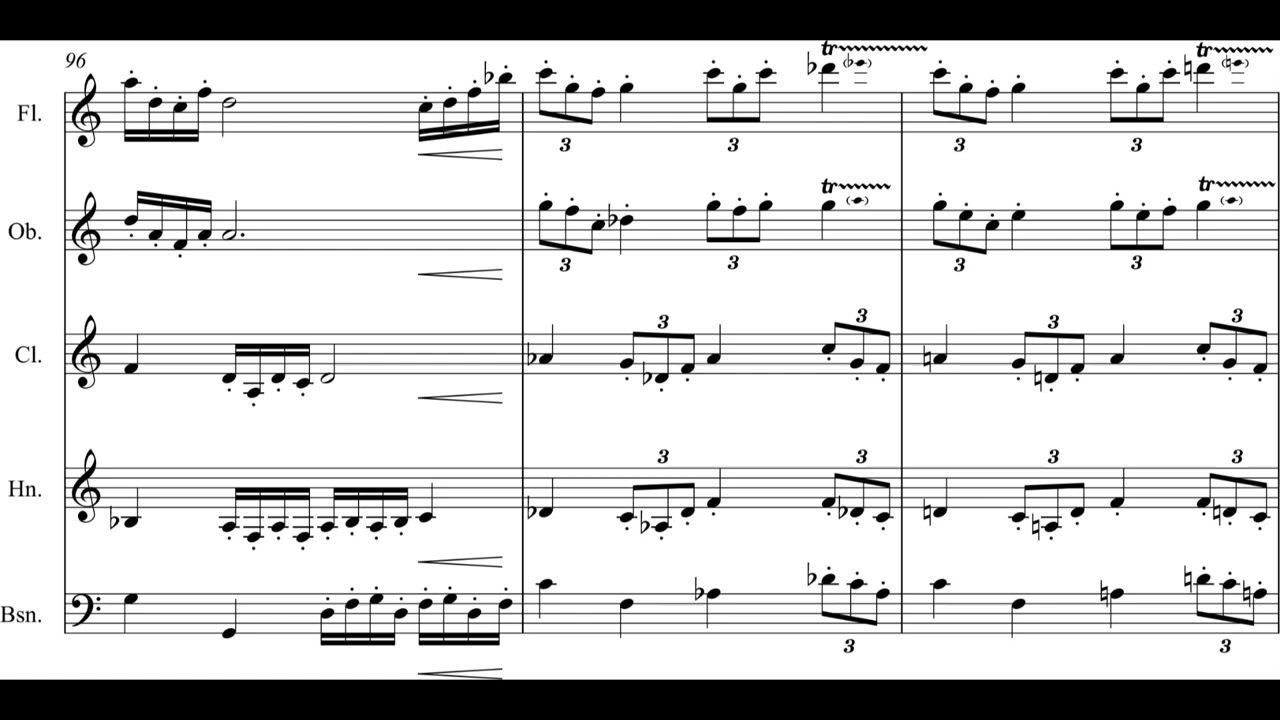 96
tr tr
Fl.
3 3 3 3
tr tr
Ob.
3 3 3 3
3 3 3 3
Cl.
3 3 3 3
Hn.
Bsn.
3 3